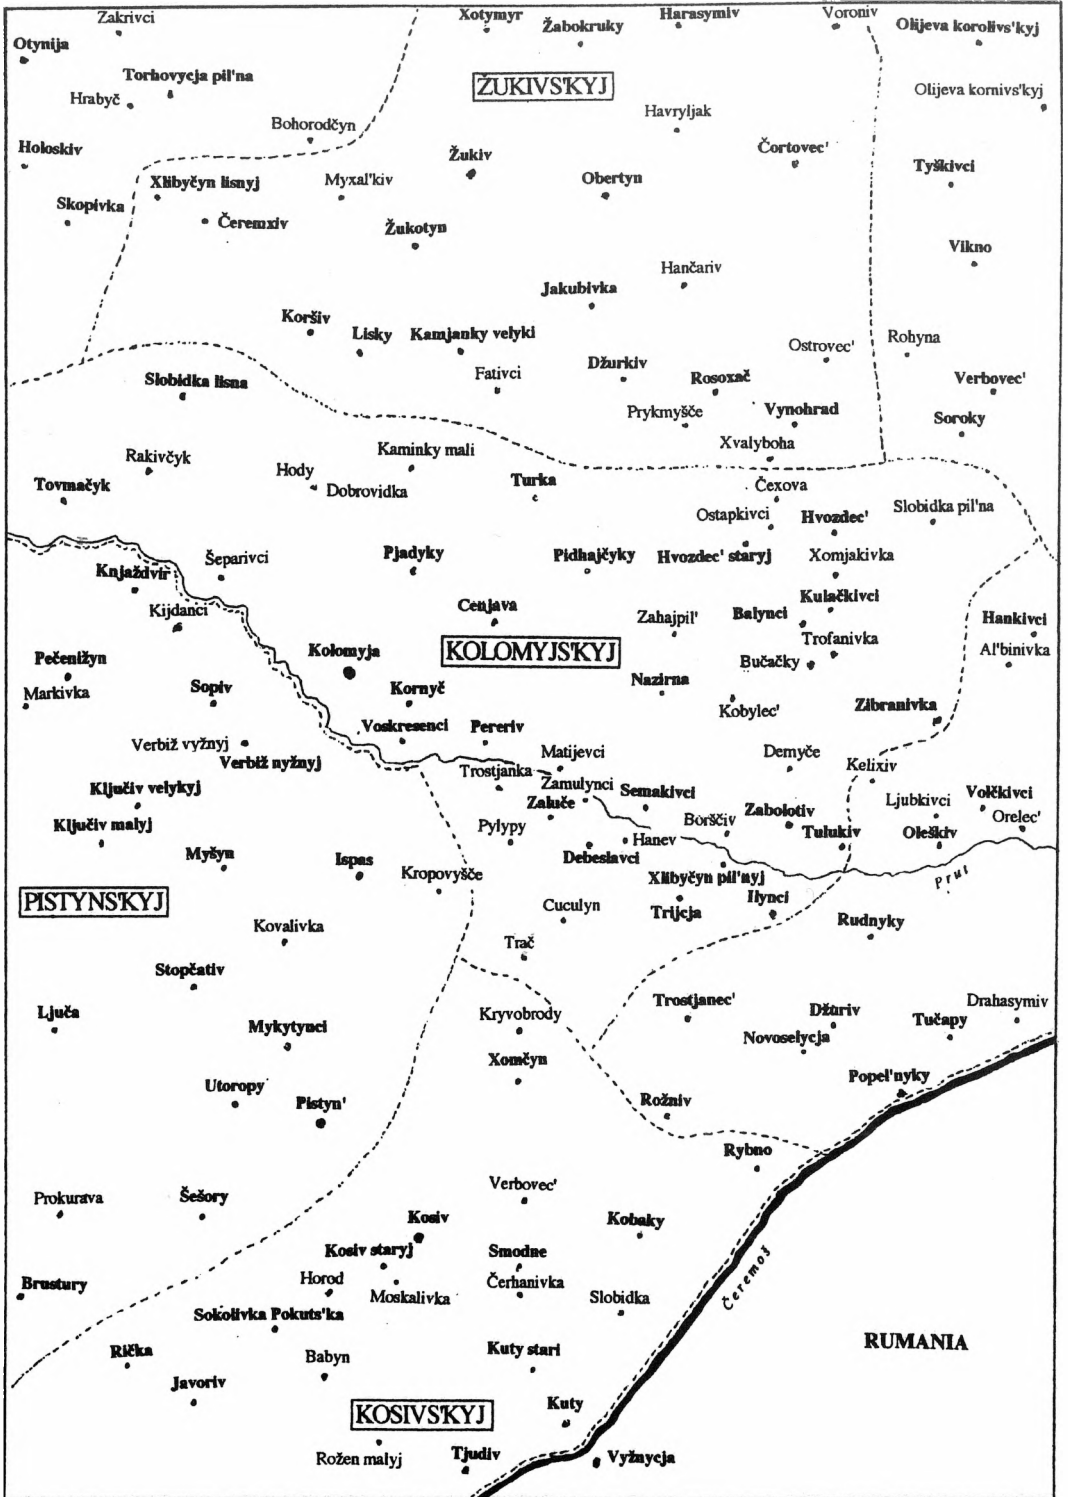 Zakrivci
Xotymyr
Harasymiv
Voroniv
Otynija
Žabokruky
Olijeva korolivs'kyj
Torhovycja pil'na
ŽUKIVS'KYJ
Hrabyč
Olijeva kornivs'kyj
Bohorodčyn
Havryljak
Holoskiv
Žukiv
Čortovec'
Xlibyčyn lisnyj
Myxal'kiv
Obertyn
Tyškivci
Skopivka
Čeremxiv
Žukotyn
Vikno
Hančariv
Jakubivka
Koršiv
Lisky
Kamjanky velyki
Ostrovec'
Rohyna
Slobidka lisna
Fativci
Džurkiv
Rosoxač
Verbovec'
Prykmyšče
Vynohrad
Soroky
Xvalyboha
Rakivčyk
Kaminky mali
Hody
Tovmačyk
Dobrovidka
Turka
Čexova
Ostapkivci
Hvozdec'
Slobidka pil'na
Šeparivci
Pjadyky
Pidhajčyky
Hvozdec' staryj
Xomjakivka
Knjaždvir
Kijdanci
Cenjava
Zahajpil'
Balynci
Kulačkivci
Hankivci
Trofanivka
Pečenižyn
Kolomyja
KOLOMYJS'KYJ
Bučačky
Al'binivka
Markivka
Sopiv
Kornyč
Nazirna
Kobylec'
Zibranivka
Voskresenci
Pereriv
Verbiž vyžnyj
Verbiž nyžnyj
Matijevci
Demyče
Kelixiv
Trostjanka
Zamulynci
Ključiv velykyj
Zaluče
Semakivci
Zabolotiv
Ljubkivci
Volčkivci
Ključiv malyj
Pylypy
Borščiv
Tulukiv
Oleškiv
Orelec'
Hanev
Myšyn
Ispas
Debeslavci
Kropovyšče
Xlibyčyn pil'nyj
Prut
PISTYNS'KYJ
Cuculyn
Trijcja
Ilynci
Kovalivka
Rudnyky
Trač
Stopčativ
Ljuča
Kryvobrody
Trostjanec'
Džuriv
Drahasymiv
Mykytynci
Novoselycja
Tučapy
Xomčyn
Utoropy
Pistyn'
Popel'nyky
Rožniv
Rybno
Prokurava
Šešory
Verbovec'
Kosiv
Kobaky
Kosiv staryj
Smodne
Čeremoš
Brustury
Horod
Moskalivka
Čerhanivka
Slobidka
Sokolivka Pokuts'ka
RUMANIA
Rička
Babyn
Kuty stari
Javoriv
KOSIVS'KYJ
Kuty
Rožen malyj
Tjudiv
Vyžnycja